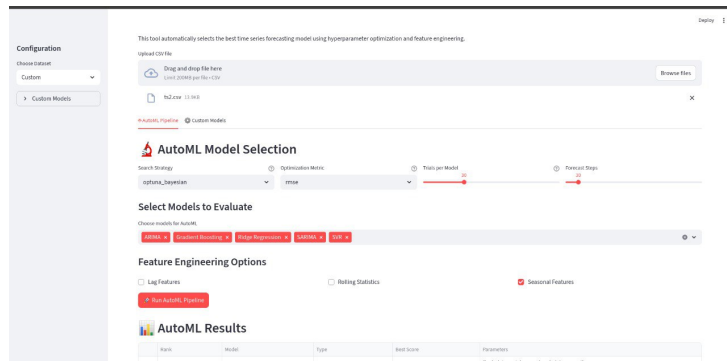 Deploy
This tool automatically selects the best time series forecasting model using hyperparameter optimization and feature engineering.
Configuration
Choose Dataset
Custom
Custom Models
Upload CSV file
Drag and drop file here
Limit 200MB per file • CSV
Browse files
ts2.csv 13.9KB
AutoML Pipeline Custom Models
AutoML Model Selection
Search Strategy Optimization Metric Trials per Model Forecast Steps
optuna_bayesian rmse
Select Models to Evaluate
Choose models for AutoML
ARIMA Gradient Boosting Ridge Regression SARIMA SVR
Feature Engineering Options
Lag Features Rolling Statistics Seasonal Features
Run AutoML Pipeline
AutoML Results
Rank Model Type Best Score Parameters